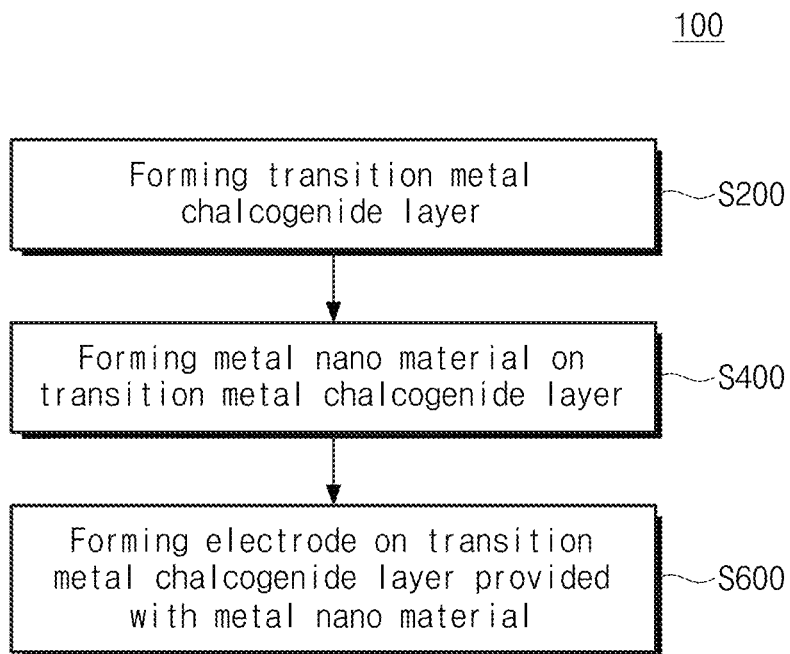 100
Forming transition metal
chalcogenide layer
S200
Forming metal nano material on
transition metal chalcogenide layer
S400
Forming electrode on transition
metal chalcogenide layer provided
with metal nano material
S600